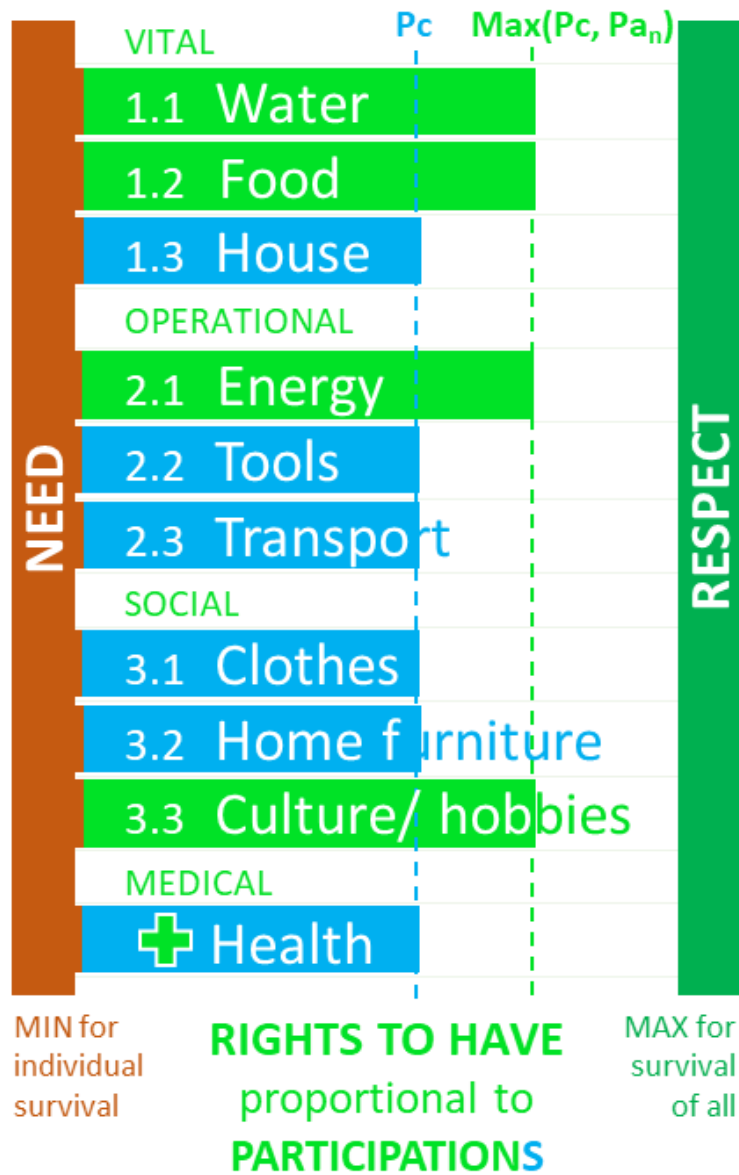 Pc Max(Pc, Paₙ)
VITAL
1.1 Water
1.2 Food
1.3 House
OPERATIONAL
2.1 Energy
2.2 Tools
2.3 Transport
SOCIAL
3.1 Clothes
3.2 Home furniture
3.3 Culture/ hobbies
MEDICAL
Health
NEED
RESPECT
MIN for
individual
survival
RIGHTS TO HAVE
proportional to
PARTICIPATIONS
MAX for
survival
of all